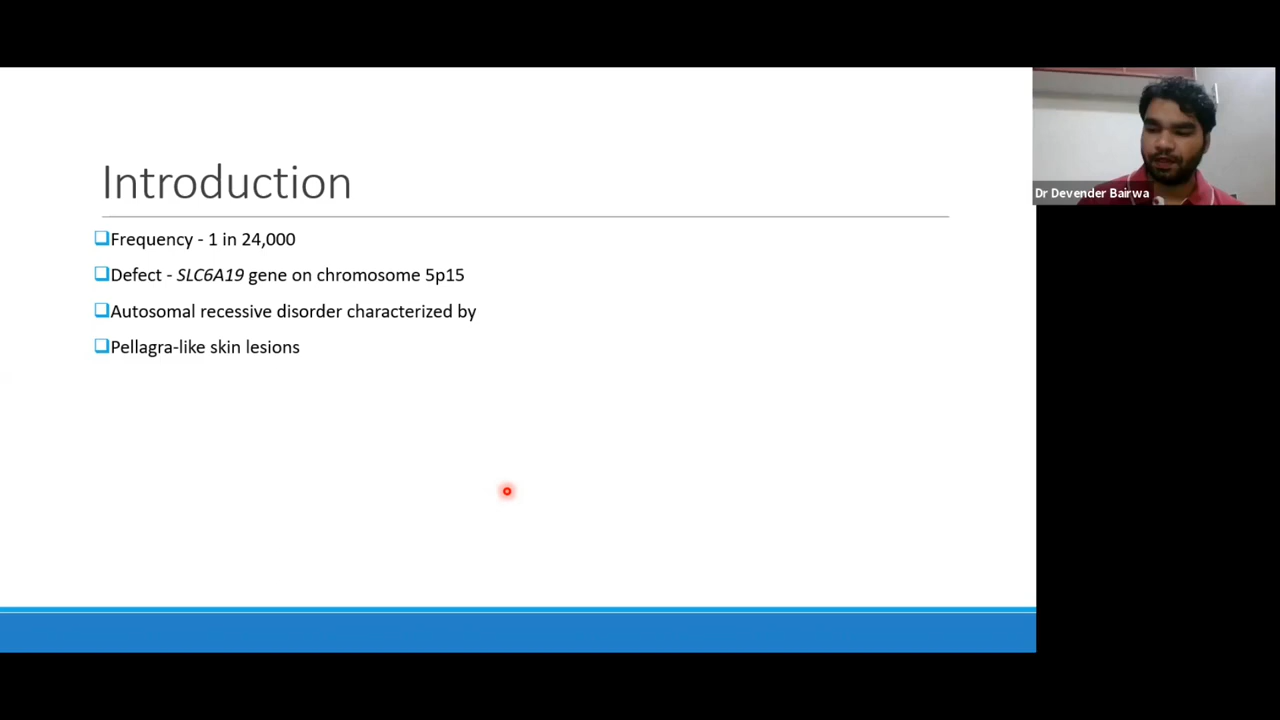 Introduction
Frequency - 1 in 24,000
Defect - SLC6A19 gene on chromosome 5p15
Autosomal recessive disorder characterized by
Pellagra-like skin lesions
Dr Devender Bairwa